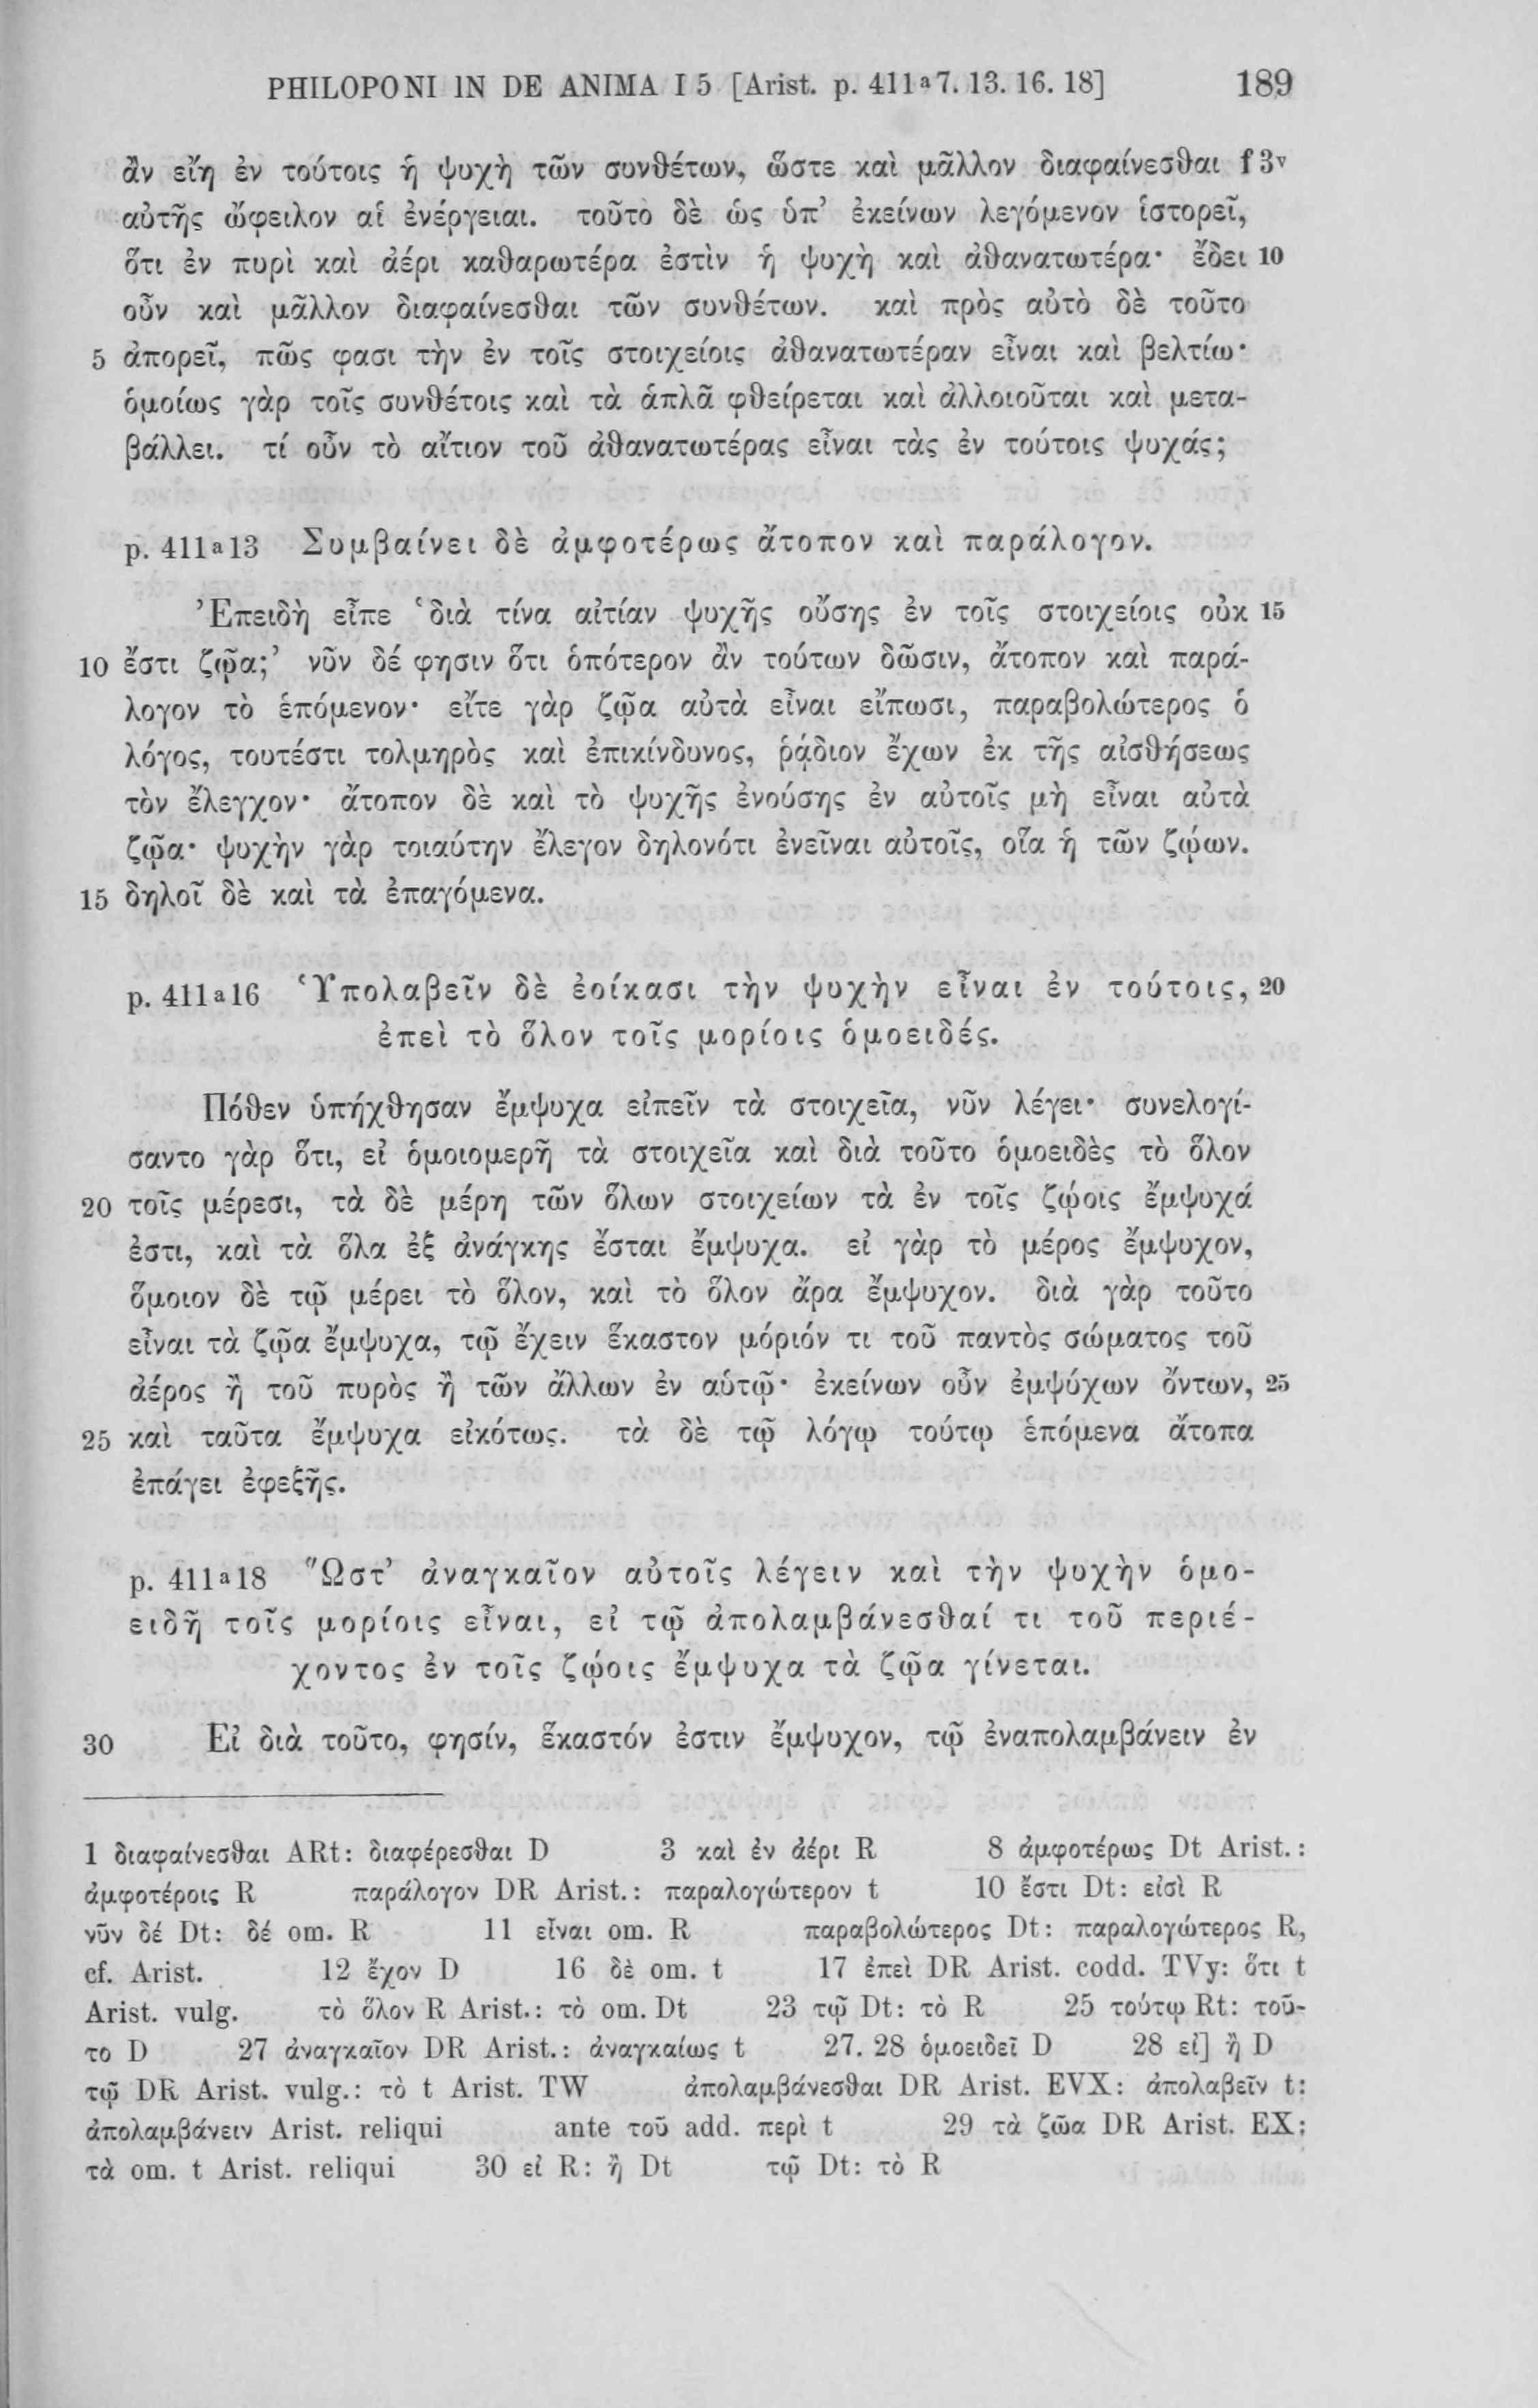 PHILOPONI IN DE ANIMA I 5 [Arist. p. 411ᵃ7. 13. 16. 18] 189
ἂν εἴη ἐν τούτοις ἡ ψυχὴ τῶν συνθέτων, ὥστε καὶ μᾶλλον διαφαίνεσθαι f 3ᵛ
αὐτῆς ὤφειλον αἱ ἐνέργειαι. τοῦτο δὲ ὡς ὑπ’ ἐκείνων λεγόμενον ἱστορεῖ,
ὅτι ἐν πυρὶ καὶ ἀέρι καθαρωτέρα ἐστὶν ἡ ψυχὴ καὶ ἀθανατωτέρα· ἔδει 10
οὖν καὶ μᾶλλον διαφαίνεσθαι τῶν συνθέτων. καὶ πρὸς αὐτὸ δὲ τοῦτο
5 ἀπορεῖ, πῶς φασι τὴν ἐν τοῖς στοιχείοις ἀθανατωτέραν εἶναι καὶ βελτίω·
ὁμοίως γὰρ τοῖς συνθέτοις καὶ τὰ ἁπλᾶ φθείρεται καὶ ἀλλοιοῦται καὶ μετα-
βάλλει. τί οὖν τὸ αἴτιον τοῦ ἀθανατωτέρας εἶναι τὰς ἐν τούτοις ψυχάς;
p. 411ᵃ13 Συμβαίνει δὲ ἀμφοτέρως ἄτοπον καὶ παράλογον.
Ἐπειδὴ εἶπε ‘διὰ τίνα αἰτίαν ψυχῆς οὔσης ἐν τοῖς στοιχείοις οὐκ 15
10 ἔστι ζῷα;’ νῦν δέ φησιν ὅτι ὁπότερον ἂν τούτων δῶσιν, ἄτοπον καὶ παρά-
λογον τὸ ἑπόμενον· εἴτε γὰρ ζῷα αὐτὰ εἶναι εἴπωσι, παραβολώτερος ὁ
λόγος, τουτέστι τολμηρὸς καὶ ἐπικίνδυνος, ῥᾴδιον ἔχων ἐκ τῆς αἰσθήσεως
τὸν ἔλεγχον· ἄτοπον δὲ καὶ τὸ ψυχῆς ἐνούσης ἐν αὐτοῖς μὴ εἶναι αὐτὰ
ζῷα· ψυχὴν γὰρ τοιαύτην ἔλεγον δηλονότι ἐνεῖναι αὐτοῖς, οἵα ἡ τῶν ζῴων.
15 δηλοῖ δὲ καὶ τὰ ἐπαγόμενα.
p. 411ᵃ16 Ὑπολαβεῖν δὲ ἐοίκασι τὴν ψυχὴν εἶναι ἐν τούτοις, 20
ἐπεὶ τὸ ὅλον τοῖς μορίοις ὁμοειδές.
Πόθεν ὑπήχθησαν ἔμψυχα εἰπεῖν τὰ στοιχεῖα, νῦν λέγει· συνελογί-
σαντο γὰρ ὅτι, εἰ ὁμοιομερῆ τὰ στοιχεῖα καὶ διὰ τοῦτο ὁμοειδὲς τὸ ὅλον
20 τοῖς μέρεσι, τὰ δὲ μέρη τῶν ὅλων στοιχείων τὰ ἐν τοῖς ζῴοις ἔμψυχά
ἐστι, καὶ τὰ ὅλα ἐξ ἀνάγκης ἔσται ἔμψυχα. εἰ γὰρ τὸ μέρος ἔμψυχον,
ὅμοιον δὲ τῷ μέρει τὸ ὅλον, καὶ τὸ ὅλον ἄρα ἔμψυχον. διὰ γὰρ τοῦτο
εἶναι τὰ ζῷα ἔμψυχα, τῷ ἔχειν ἕκαστον μόριόν τι τοῦ παντὸς σώματος τοῦ
ἀέρος ἢ τοῦ πυρὸς ἢ τῶν ἄλλων ἐν αὑτῷ· ἐκείνων οὖν ἐμψύχων ὄντων, 25
25 καὶ ταῦτα ἔμψυχα εἰκότως. τὰ δὲ τῷ λόγῳ τούτῳ ἑπόμενα ἄτοπα
ἐπάγει ἐφεξῆς.
p. 411ᵃ18 Ὥστ’ ἀναγκαῖον αὐτοῖς λέγειν καὶ τὴν ψυχὴν ὁμο-
ειδῆ τοῖς μορίοις εἶναι, εἰ τῷ ἀπολαμβάνεσθαί τι τοῦ περιέ-
χοντος ἐν τοῖς ζῴοις ἔμψυχα τὰ ζῷα γίνεται.
30 Εἰ διὰ τοῦτο, φησίν, ἕκαστόν ἐστιν ἔμψυχον, τῷ ἐναπολαμβάνειν ἐν
1 διαφαίνεσθαι ARt: διαφέρεσθαι D 3 καὶ ἐν ἀέρι R 8 ἀμφοτέρως Dt Arist.:
ἀμφοτέροις R παράλογον DR Arist.: παραλογώτερον t 10 ἔστι Dt: εἰσὶ R
νῦν δέ Dt: δέ om. R 11 εἶναι om. R παραβολώτερος Dt: παραλογώτερος R,
cf. Arist. 12 ἔχον D 16 δὲ om. t 17 ἐπεὶ DR Arist. codd. TVy: ὅτι t
Arist. vulg. τὸ ὅλον R Arist.: τὸ om. Dt 23 τῷ Dt: τὸ R 25 τούτῳ Rt: τοῦ-
το D 27 ἀναγκαῖον DR Arist.: ἀναγκαίως t 27. 28 ὁμοειδεῖ D 28 εἰ] ἢ D
τῷ DR Arist. vulg.: τὸ t Arist. TW ἀπολαμβάνεσθαι DR Arist. EVX: ἀπολαβεῖν t:
ἀπολαμβάνειν Arist. reliqui ante τοῦ add. περὶ t 29 τὰ ζῶα DR Arist. EX:
τὰ om. t Arist. reliqui 30 εἰ R: ἢ Dt τῷ Dt: τὸ R